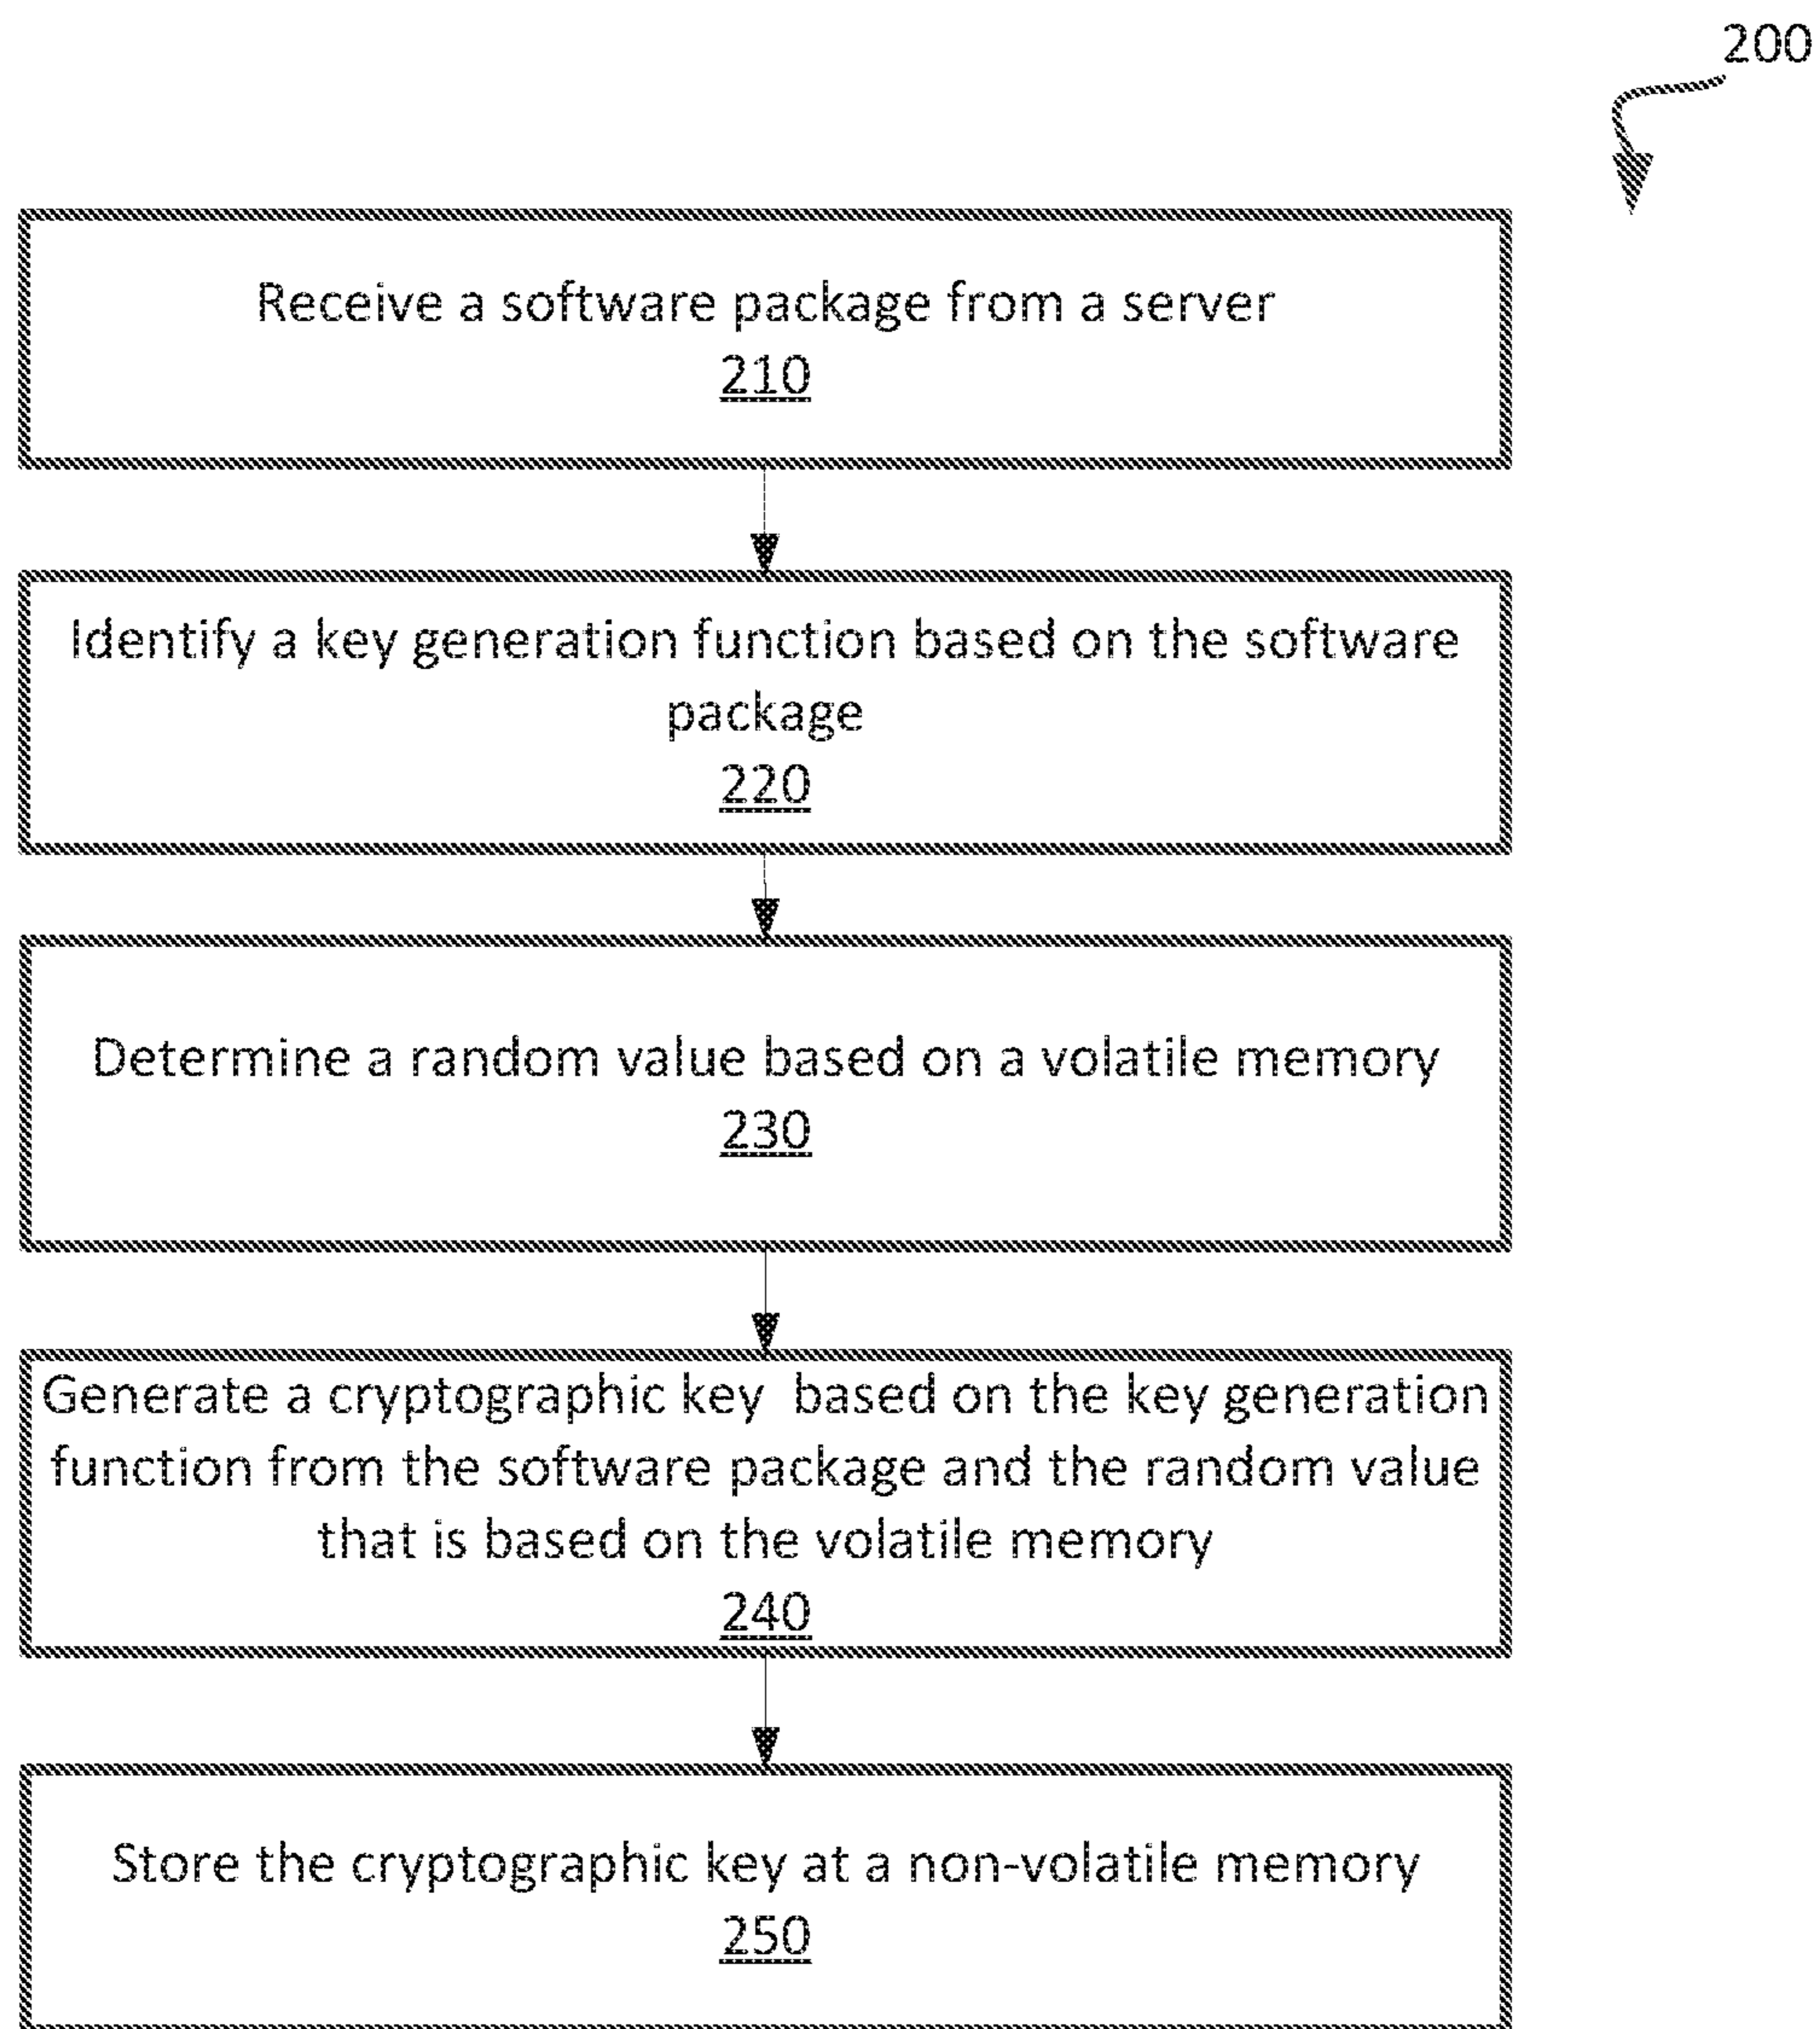 200
Receive a software package from a server
210
Identify a key generation function based on the software
package
220
Determine a random value based on a volatile memory
230
Generate a cryptographic key  based on the key generation
function from the software package and the random value
that is based on the volatile memory
240
Store the cryptographic key at a non-volatile memory
250